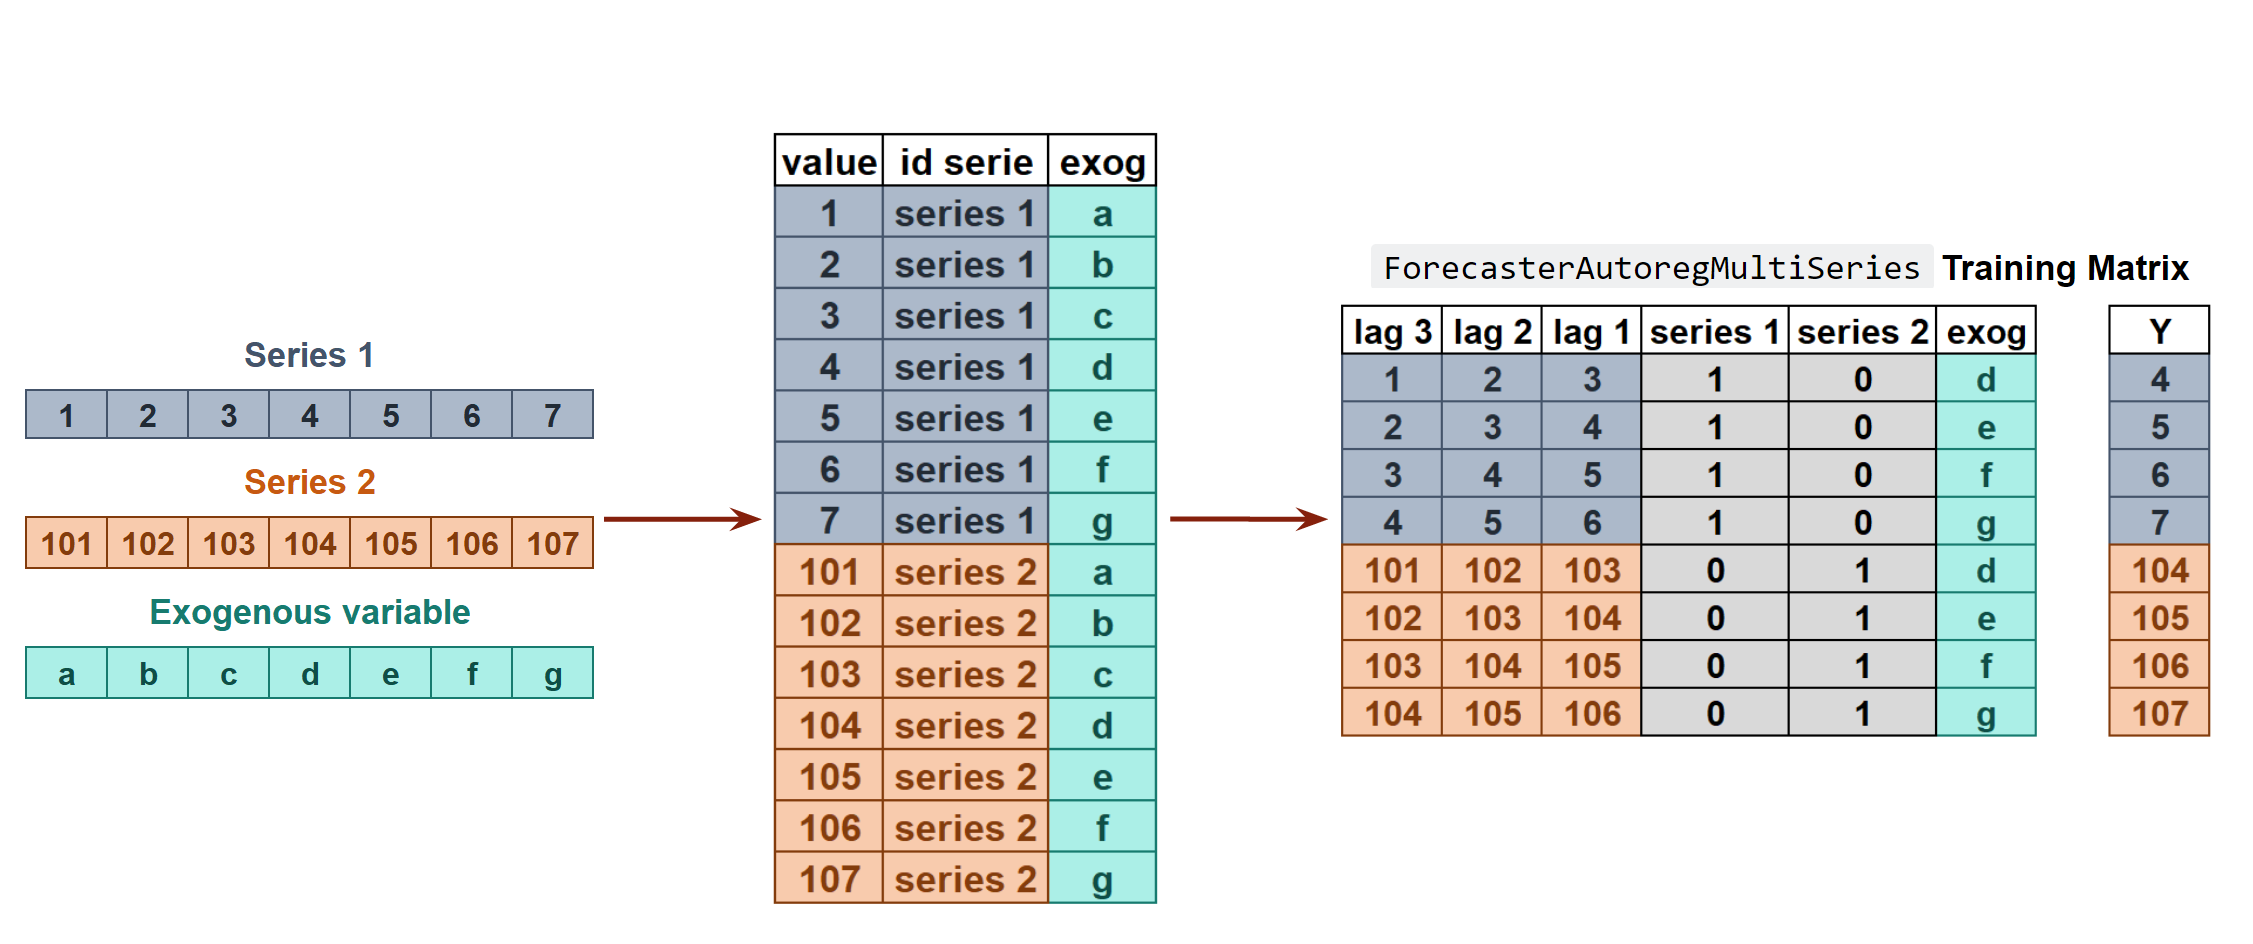 Series 1
1 2 3 4 5 6 7
Series 2
101 102 103 104 105 106 107
Exogenous variable
a b c d e f g
value id serie exog
1 series 1 a
2 series 1 b
3 series 1 c
4 series 1 d
5 series 1 e
6 series 1 f
7 series 1 g
101 series 2 a
102 series 2 b
103 series 2 c
104 series 2 d
105 series 2 e
106 series 2 f
107 series 2 g
ForecasterAutoregMultiSeries Training Matrix
lag 3 lag 2 lag 1 series 1 series 2 exog Y
1 2 3 1 0 d 4
2 3 4 1 0 e 5
3 4 5 1 0 f 6
4 5 6 1 0 g 7
101 102 103 0 1 d 104
102 103 104 0 1 e 105
103 104 105 0 1 f 106
104 105 106 0 1 g 107